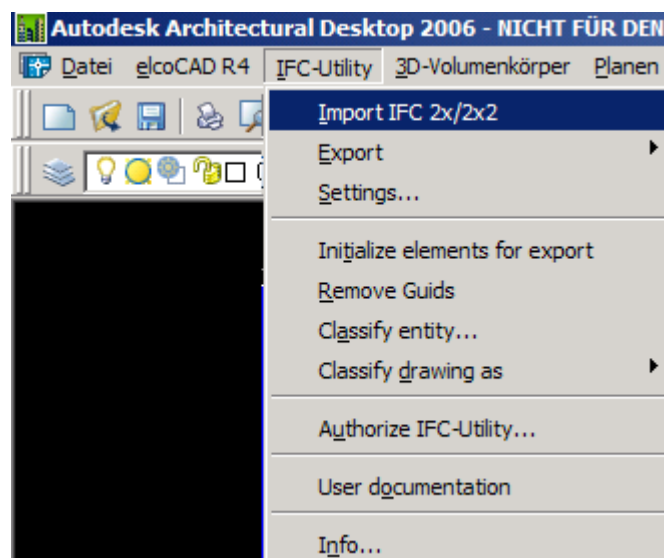 Autodesk Architectural Desktop 2006 - NICHT FÜR DEN
Datei elcoCAD R4 IFC-Utility 3D-Volumenkörper Planen
Import IFC 2x/2x2
Export
Settings...
Initialize elements for export
Remove Guids
Classify entity...
Classify drawing as
Authorize IFC-Utility...
User documentation
Info...